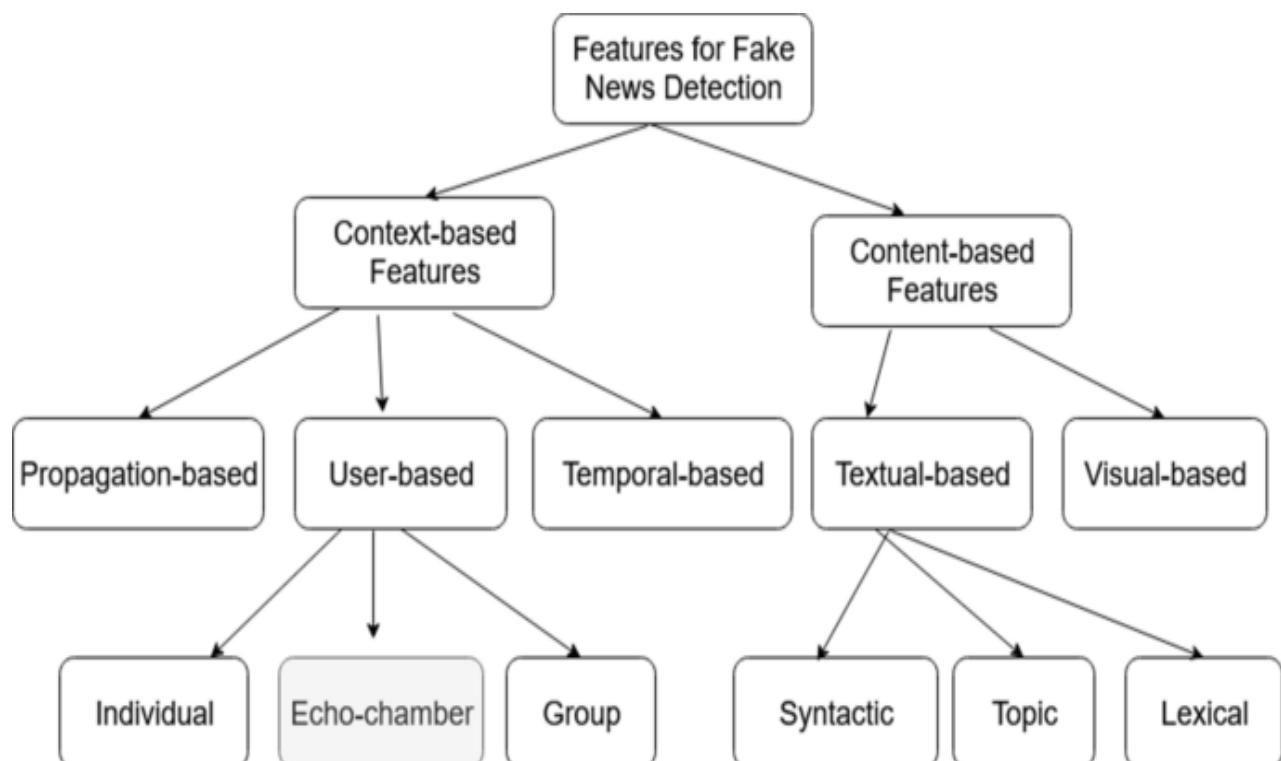 Features for Fake
News Detection
Context-based
Features
Content-based
Features
Propagation-based
User-based
Temporal-based
Textual-based
Visual-based
Individual
Echo-chamber
Group
Syntactic
Topic
Lexical